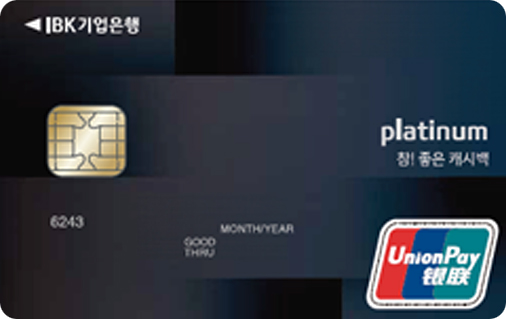 IBK기업은행
platinum
참! 좋은 캐시백
6243
MONTH/YEAR
GOOD
THRU
UnionPay
银联